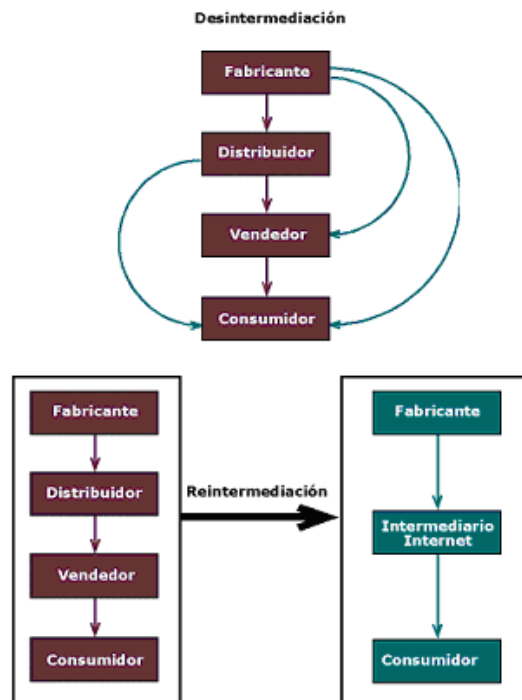 Desintermediación
Fabricante
Distribuidor
Vendedor
Consumidor
Fabricante
Distribuidor
Vendedor
Consumidor
Reintermediación
Fabricante
Intermediario
Internet
Consumidor